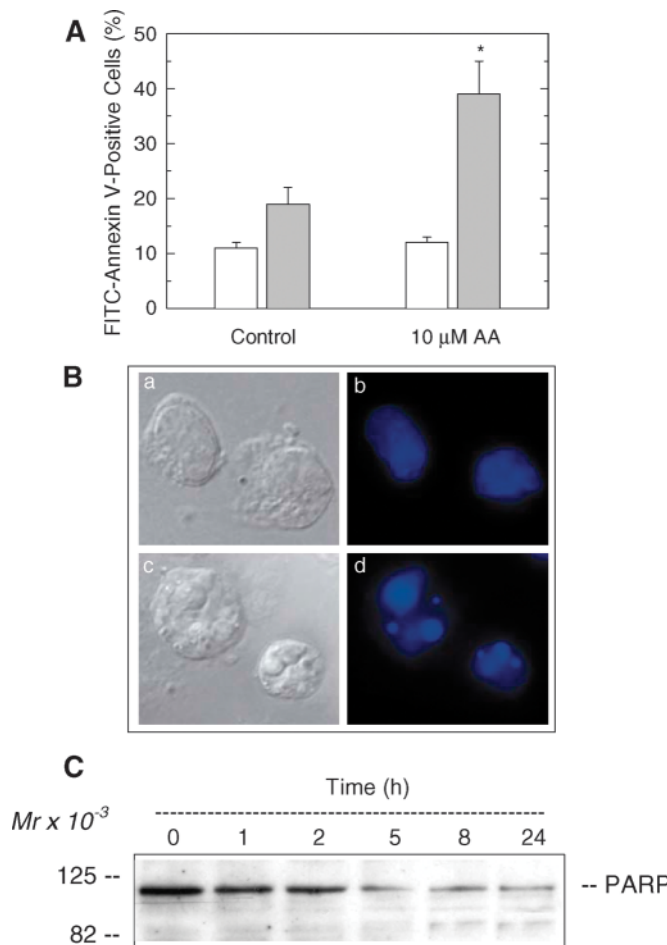 A
FITC-Annexin V-Positive Cells (%)
50
40
30
20
10
0
*
Control
10 μM AA
B
a
b
c
d
C
Time (h)
Mr x 10⁻³
0 1 2 5 8 24
125 --
-- PARP
82 --